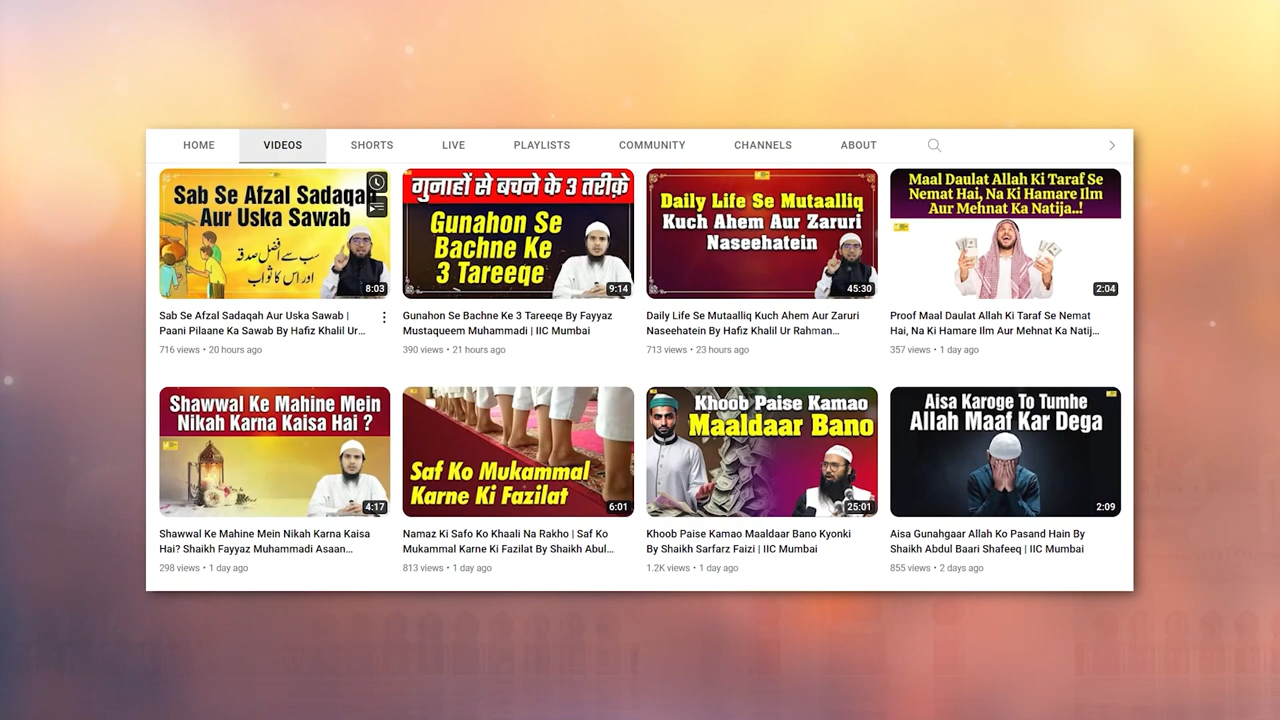 HOME
VIDEOS
SHORTS
LIVE
PLAYLISTS
COMMUNITY
CHANNELS
ABOUT
Sab Se Afzal Sadaqah
Aur Uska Sawab
سب سے افضل صدقہ
اور اس کا ثواب
8:03
Sab Se Afzal Sadaqah Aur Uska Sawab |
Paani Pilaane Ka Sawab By Hafiz Khalil Ur...
716 views • 20 hours ago
गुनाहों से बचने के 3 तरीक़े
Gunahon Se
Bachne Ke
3 Tareeqe
9:14
Gunahon Se Bachne Ke 3 Tareeqe By Fayyaz
Mustaqueem Muhammadi | IIC Mumbai
390 views • 21 hours ago
Daily Life Se Mutaalliq
Kuch Ahem Aur Zaruri
Naseehatein
45:30
Daily Life Se Mutaalliq Kuch Ahem Aur Zaruri
Naseehatein By Hafiz Khalil Ur Rahman...
713 views • 23 hours ago
Maal Daulat Allah Ki Taraf Se
Nemat Hai, Na Ki Hamare Ilm
Aur Mehnat Ka Natija..!
2:04
Proof Maal Daulat Allah Ki Taraf Se Nemat
Hai, Na Ki Hamare Ilm Aur Mehnat Ka Natij...
357 views • 1 day ago
Shawwal Ke Mahine Mein
Nikah Karna Kaisa Hai ?
4:17
Shawwal Ke Mahine Mein Nikah Karna Kaisa
Hai? Shaikh Fayyaz Muhammadi Asaan...
298 views • 1 day ago
Saf Ko Mukammal
Karne Ki Fazilat
6:01
Namaz Ki Safo Ko Khaali Na Rakho | Saf Ko
Mukammal Karne Ki Fazilat By Shaikh Abul...
813 views • 1 day ago
Khoob Paise Kamao
Maaldaar Bano
25:01
Khoob Paise Kamao Maaldaar Bano Kyonki
By Shaikh Sarfarz Faizi | IIC Mumbai
1.2K views • 1 day ago
Aisa Karoge To Tumhe
Allah Maaf Kar Dega
2:09
Aisa Gunahgaar Allah Ko Pasand Hain By
Shaikh Abdul Baari Shafeeq | IIC Mumbai
855 views • 2 days ago